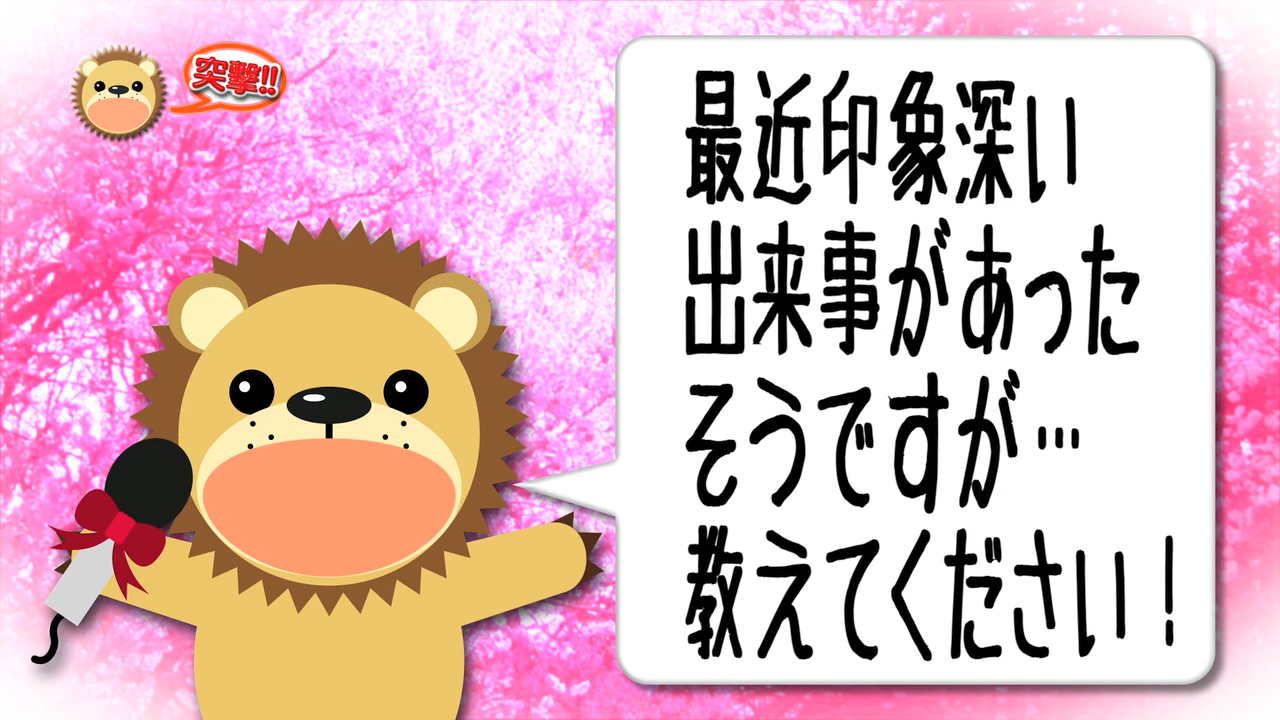 突撃!!
最近印象深い
出来事があった
そうですが…
教えてください！